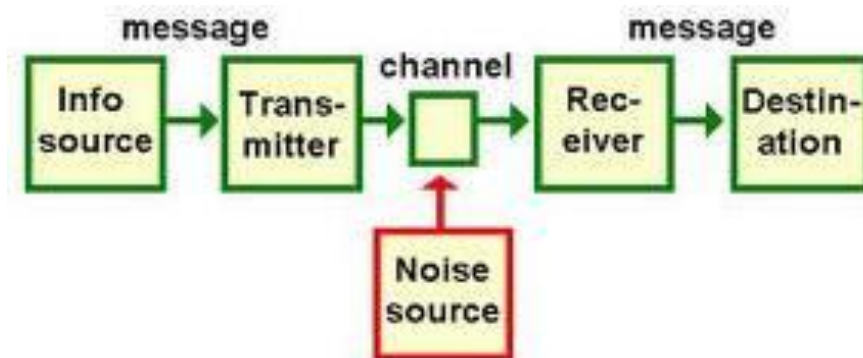 message
message
channel
Info
source
Trans-
mitter
Rec-
eiver
Destin-
ation
Noise
source